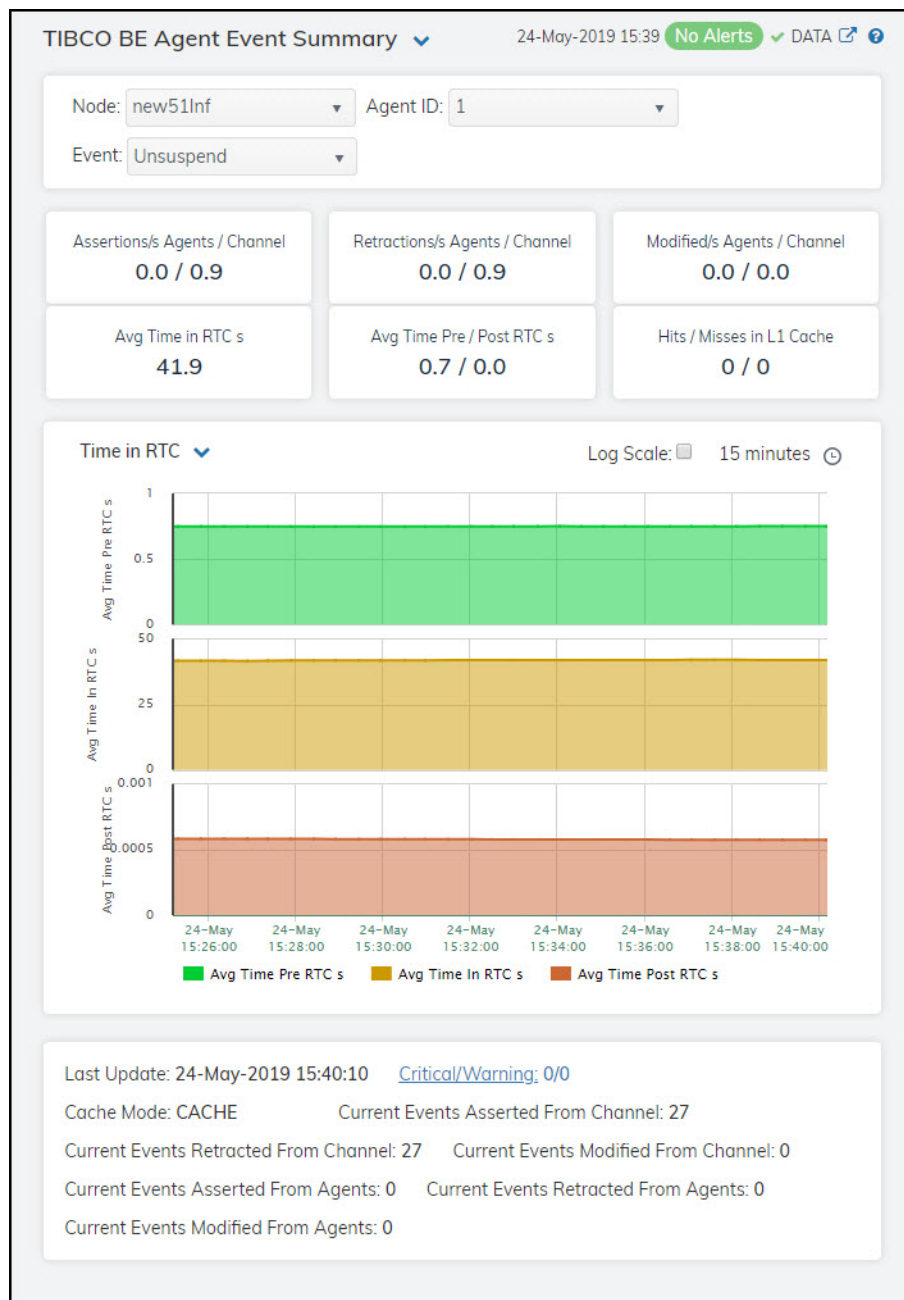 TIBCO BE Agent Event Summary 24-May-2019 15:39 No Alerts DATA ?
Node: new51Inf Agent ID: 1
Event: Unsuspend
Assertions/s Agents / Channel
0.0 / 0.9
Retractions/s Agents / Channel
0.0 / 0.9
Modified/s Agents / Channel
0.0 / 0.0
Avg Time in RTC s
41.9
Avg Time Pre / Post RTC s
0.7 / 0.0
Hits / Misses in L1 Cache
0 / 0
Time in RTC Log Scale: 15 minutes
Avg Time Pre RTC s
1
0.5
0
Avg Time In RTC s
50
25
0
Avg Time Post RTC s
0.001
0.0005
0
24-May 24-May 24-May 24-May 24-May 24-May 24-May 24-May
15:26:00 15:28:00 15:30:00 15:32:00 15:34:00 15:36:00 15:38:00 15:40:00
Avg Time Pre RTC s Avg Time In RTC s Avg Time Post RTC s
Last Update: 24-May-2019 15:40:10 Critical/Warning: 0/0
Cache Mode: CACHE Current Events Asserted From Channel: 27
Current Events Retracted From Channel: 27 Current Events Modified From Channel: 0
Current Events Asserted From Agents: 0 Current Events Retracted From Agents: 0
Current Events Modified From Agents: 0